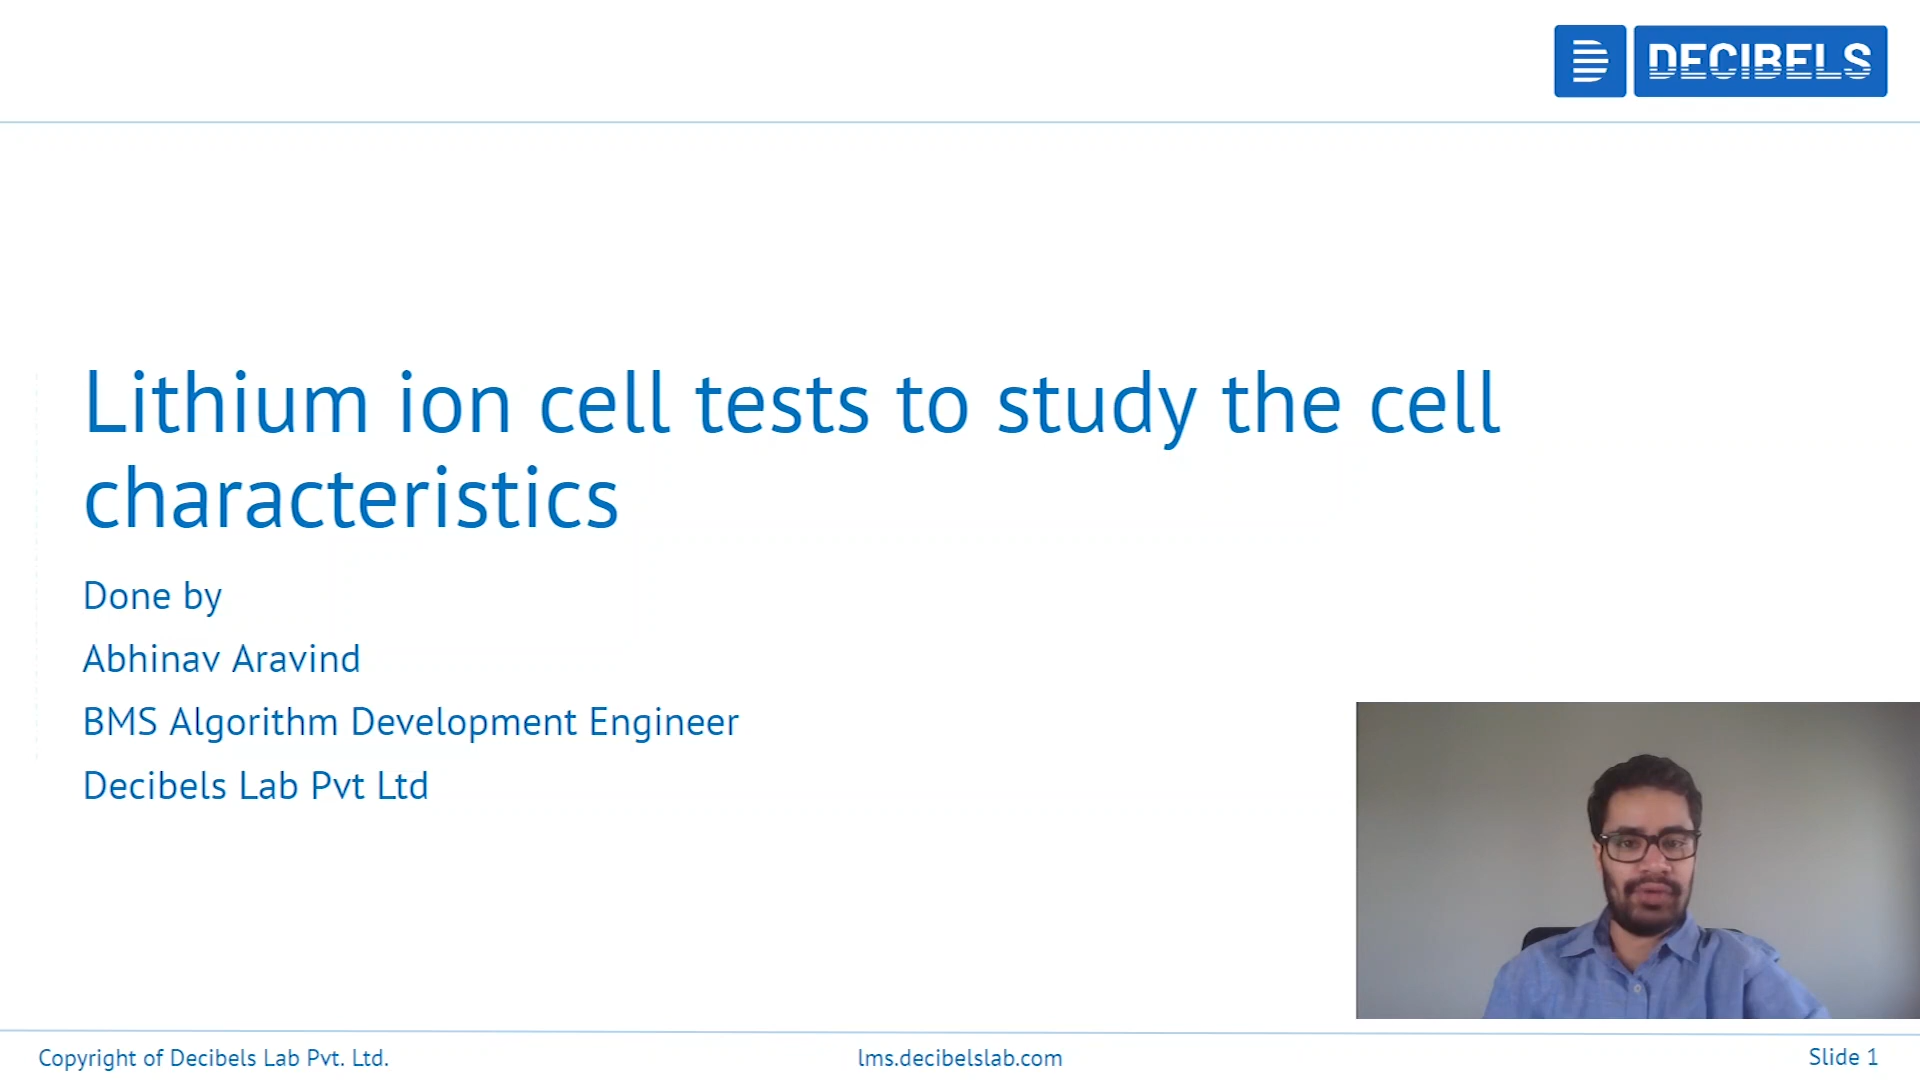 DECIBELS
Lithium ion cell tests to study the cell
characteristics
Done by
Abhinav Aravind
BMS Algorithm Development Engineer
Decibels Lab Pvt Ltd
Copyright of Decibels Lab Pvt. Ltd.
lms.decibelslab.com
Slide 1